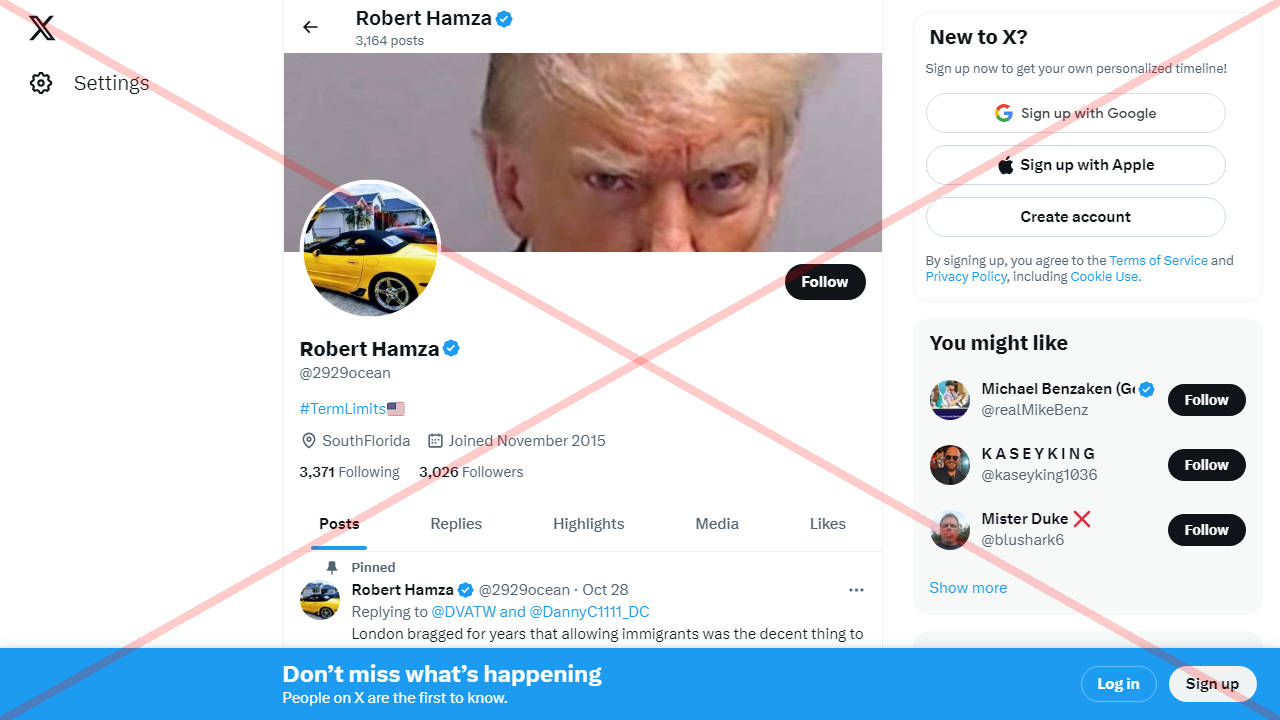 Robert Hamza
3,164 posts
Settings
Follow
Robert Hamza
@2929ocean
#TermLimits🇺🇸
SouthFlorida Joined November 2015
3,371 Following 3,026 Followers
Posts Replies Highlights Media Likes
Pinned
Robert Hamza @2929ocean · Oct 28
Replying to @DVATW and @DannyC1111_DC
London bragged for years that allowing immigrants was the decent thing to
New to X?
Sign up now to get your own personalized timeline!
Sign up with Google
Sign up with Apple
Create account
By signing up, you agree to the Terms of Service and
Privacy Policy, including Cookie Use.
You might like
Michael Benzaken (Ge
@realMikeBenz
Follow
K A S E Y K I N G
@kaseyking1036
Follow
Mister Duke ❌
@blushark6
Follow
Show more
Don’t miss what’s happening
People on X are the first to know.
Log in
Sign up